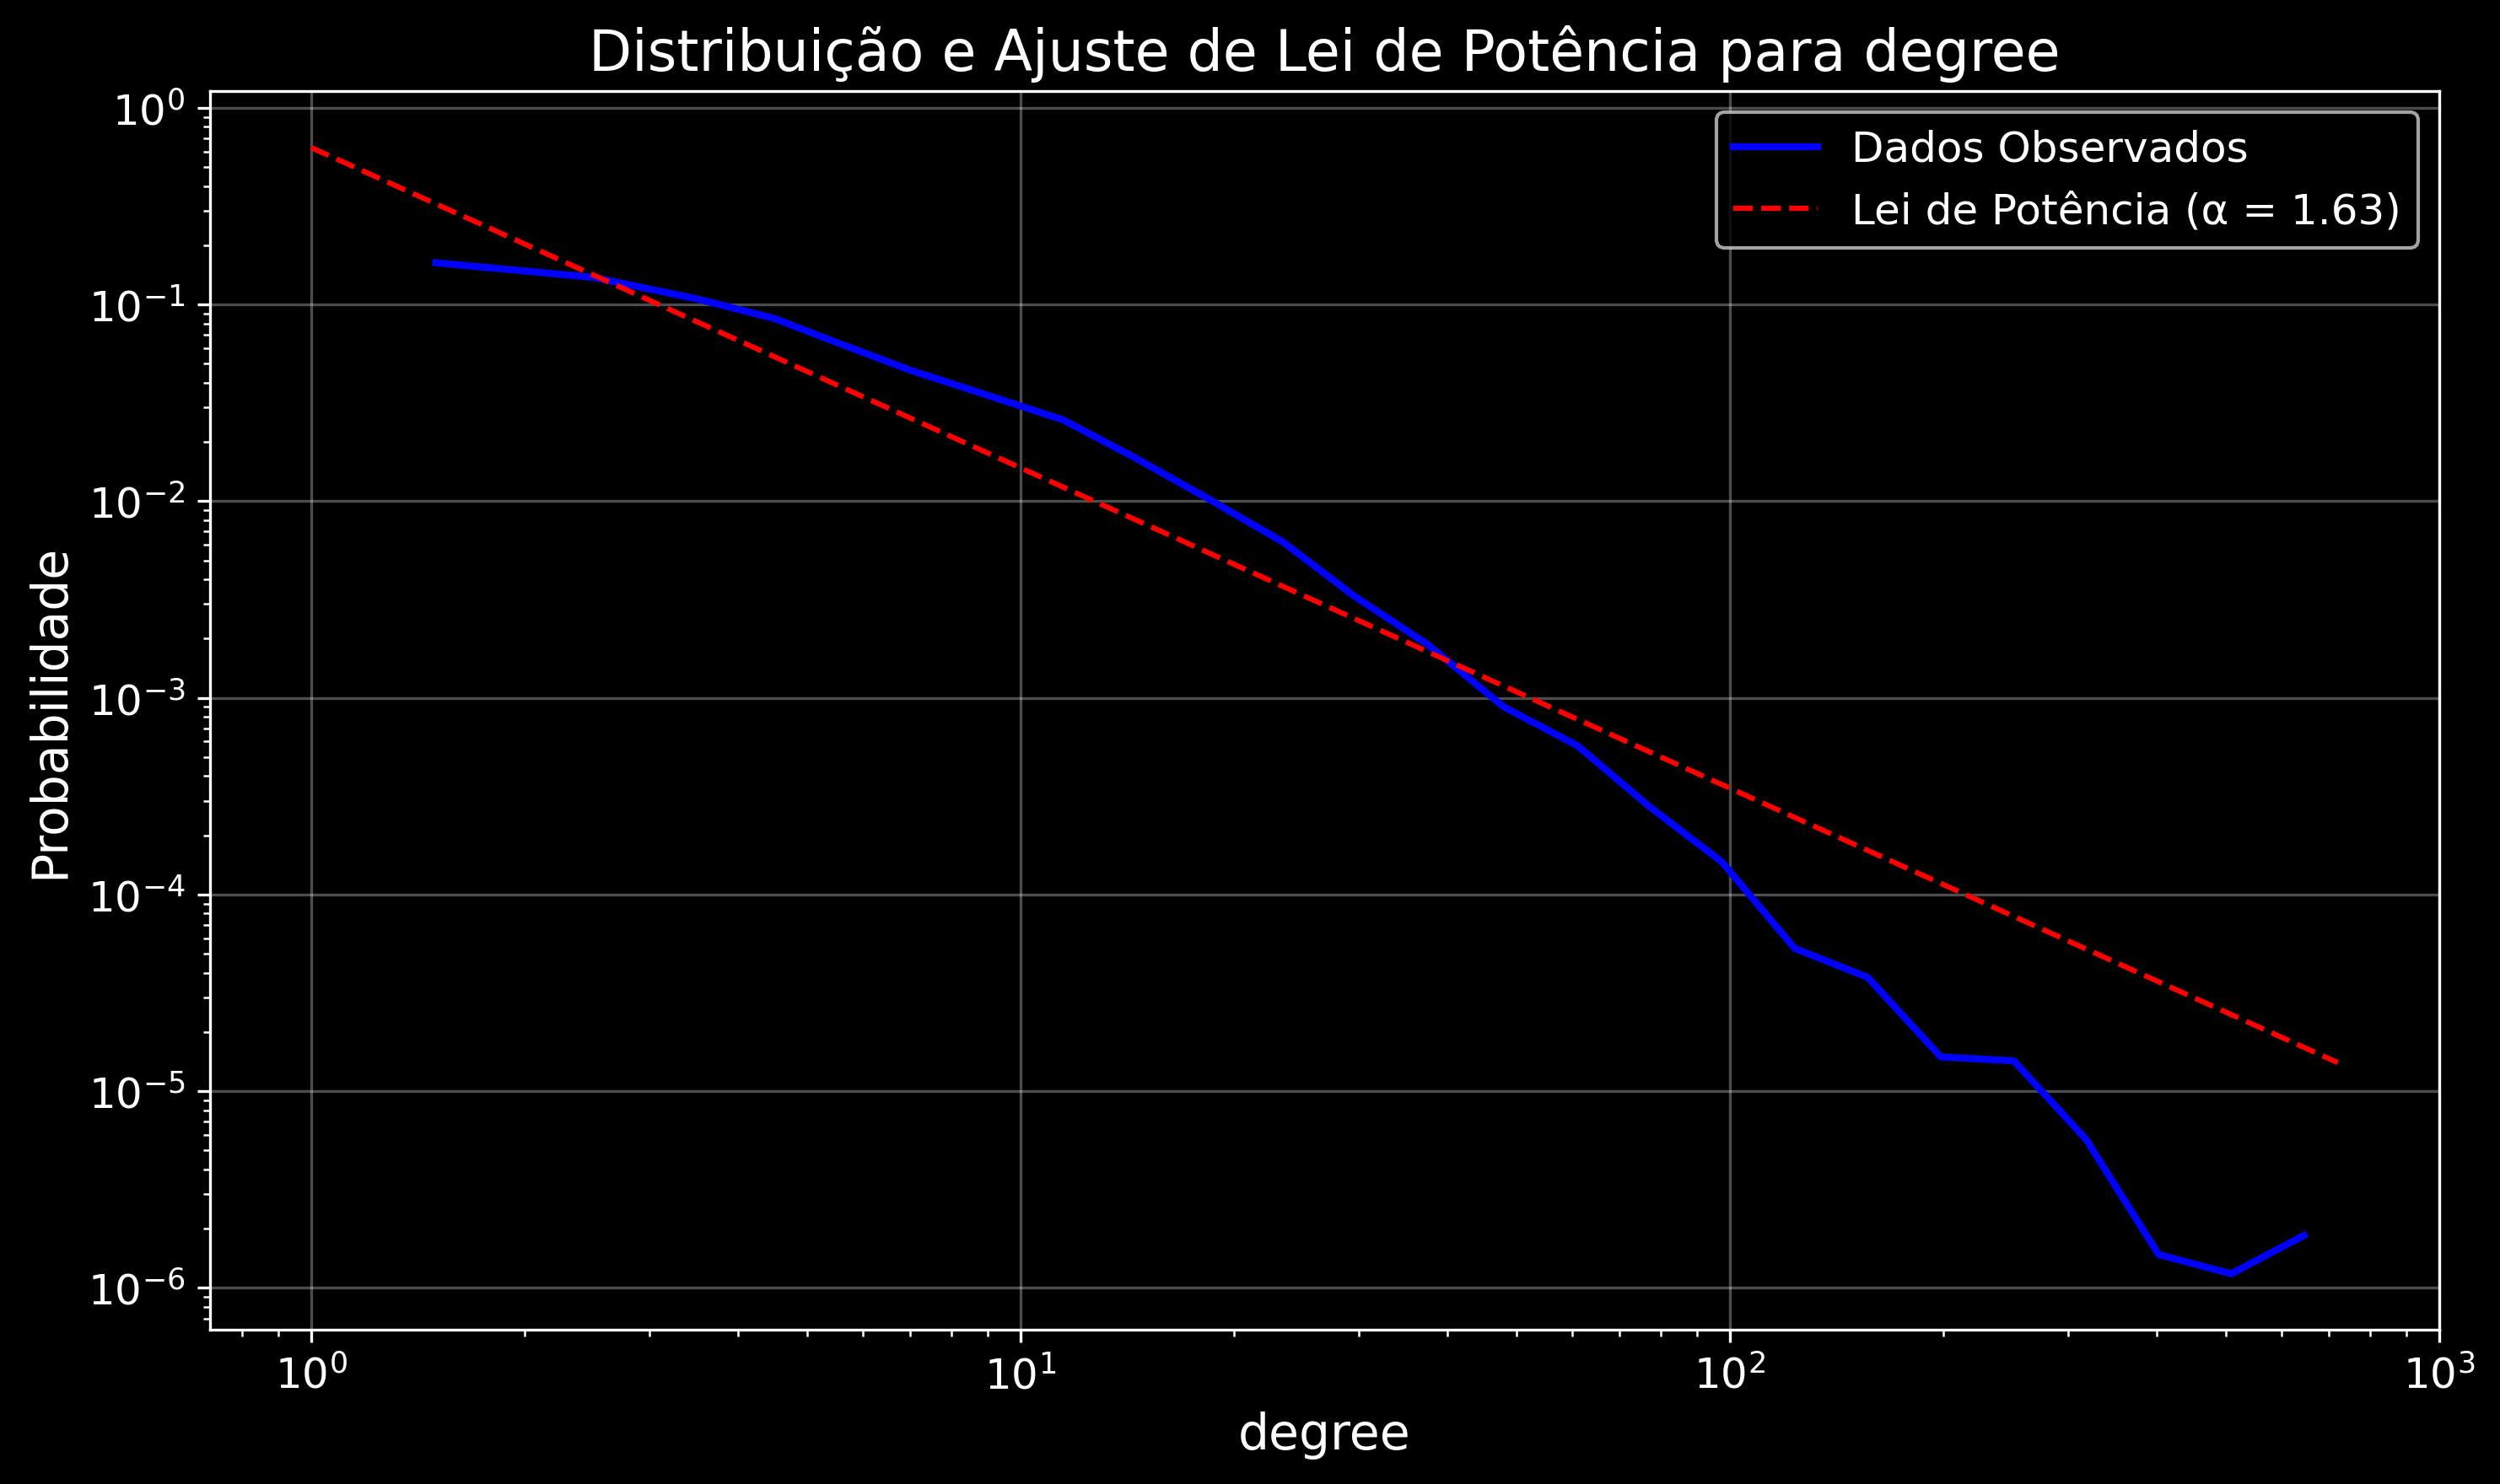 Distribuição e Ajuste de Lei de Potência para degree
Dados Observados
Lei de Potência (α = 1.63)
Probabilidade
10⁰
10⁻¹
10⁻²
10⁻³
10⁻⁴
10⁻⁵
10⁻⁶
10⁰ 10¹ 10² 10³
degree